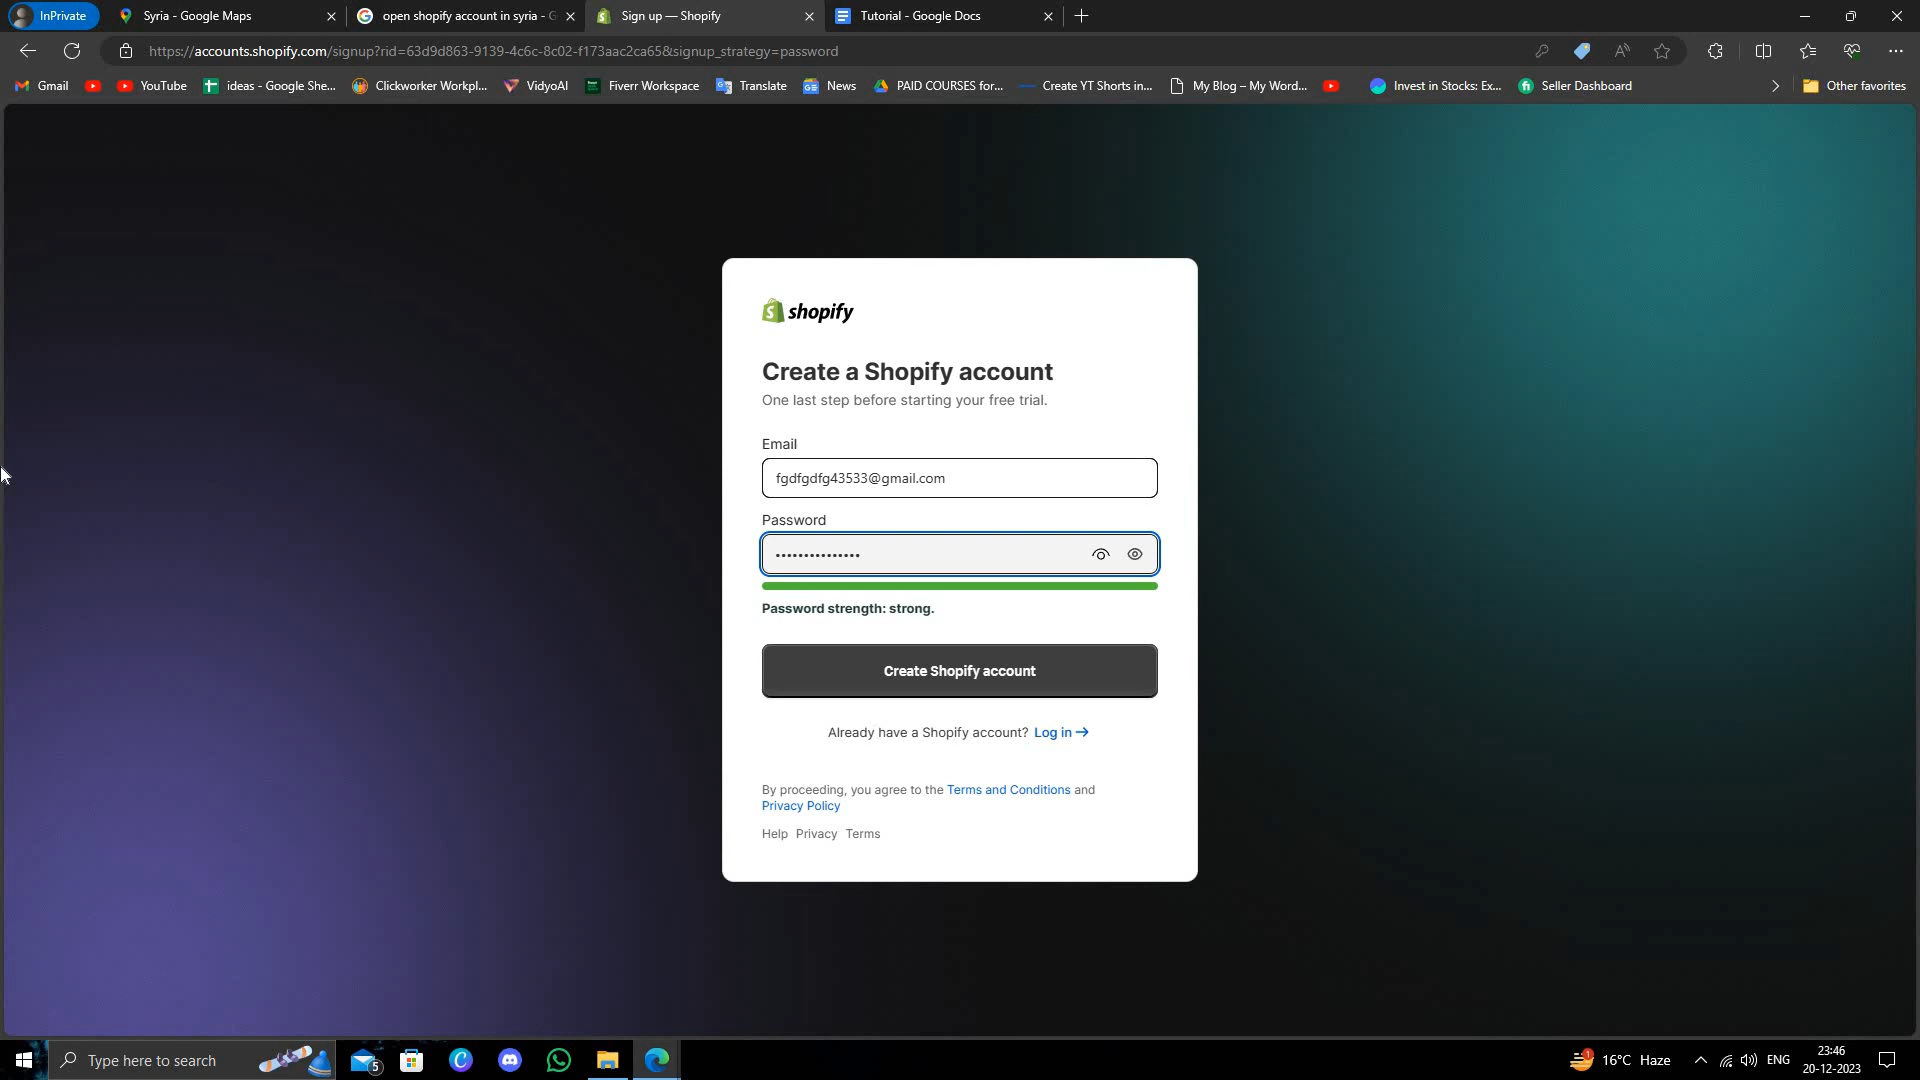 InPrivate
Syria - Google Maps
open shopify account in syria - G
Sign up — Shopify
Tutorial - Google Docs
https://accounts.shopify.com/signup?rid=63d9d863-9139-4c6c-8c02-f173aac2ca65&signup_strategy=password
Gmail
YouTube
ideas - Google She...
Clickworker Workpl...
VidyoAI
Fiverr Workspace
Translate
News
PAID COURSES for...
Create YT Shorts in...
My Blog – My Word...
Invest in Stocks: Ex...
Seller Dashboard
Other favorites
shopify
Create a Shopify account
One last step before starting your free trial.
Email
fgdfgdfg43533@gmail.com
Password
•••••••••••••••
Password strength: strong.
Create Shopify account
Already have a Shopify account? Log in →
By proceeding, you agree to the Terms and Conditions and
Privacy Policy
Help Privacy Terms
Type here to search
5
1
16°C Haze
ENG
23:46
20-12-2023